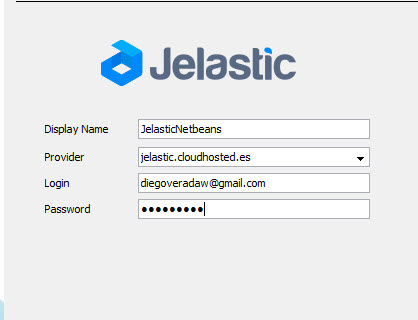 Jelastic
Display Name JelasticNetbeans
Provider jelastic.cloudhosted.es
Login diegoveradaw@gmail.com
Password ●●●●●●●●●